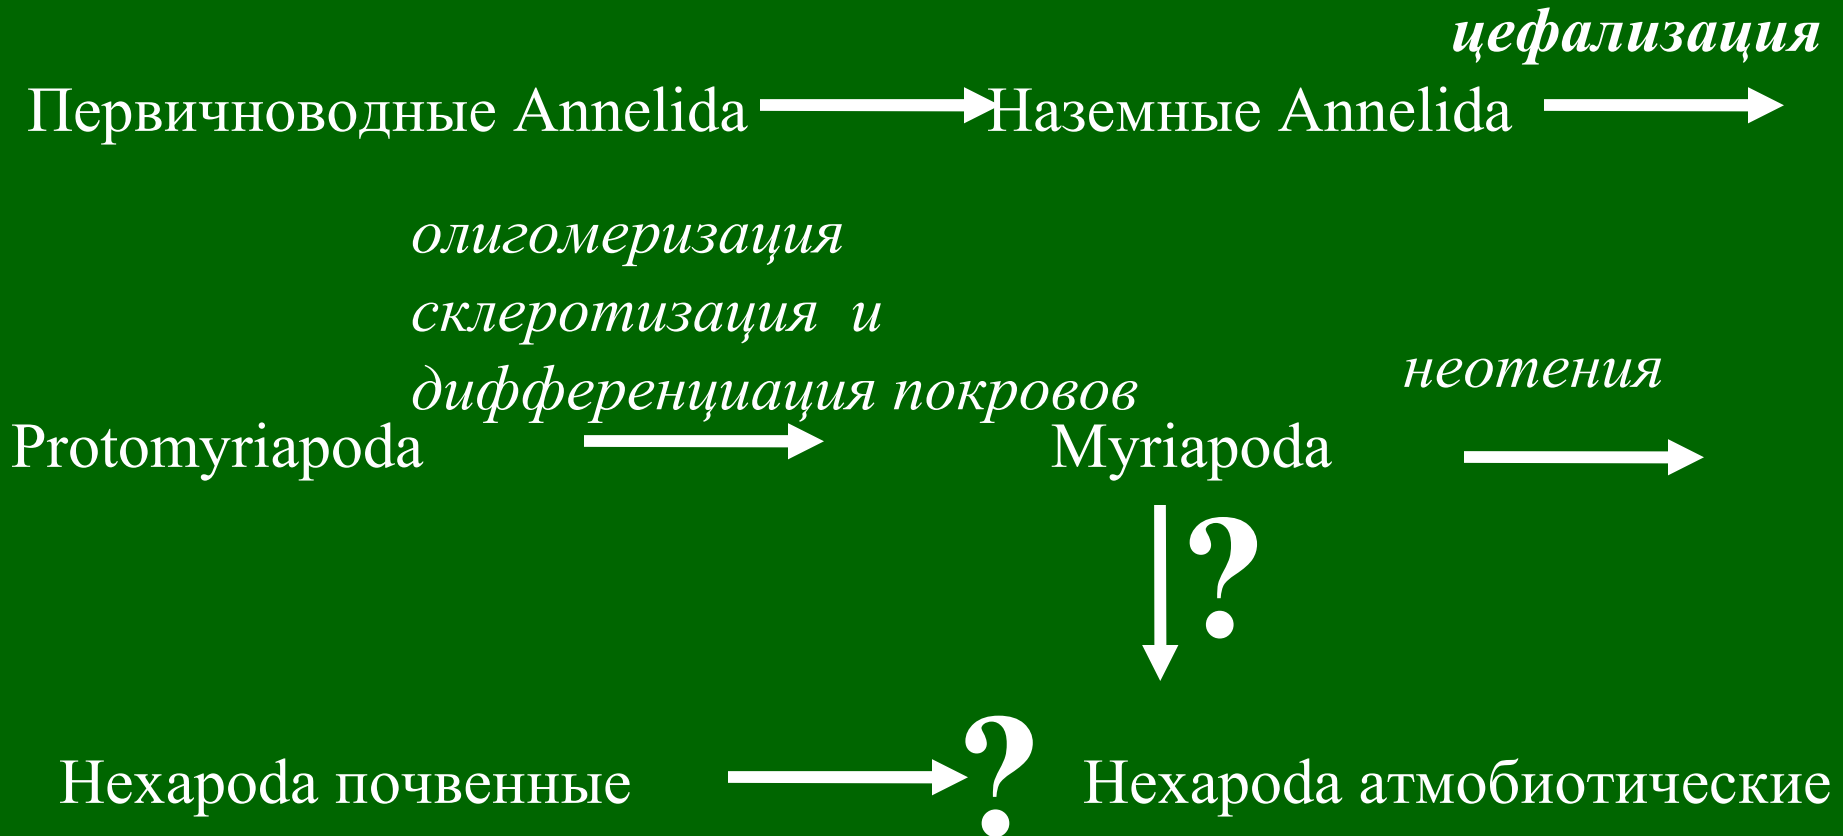 цефализация
Первичноводные Annelida Наземные Annelida
олигомеризация
склеротизация и
дифференциация покровов
неотения
Protomyriapoda Myriapoda
?
?
Hexapoda почвенные Hexapoda атмобиотические